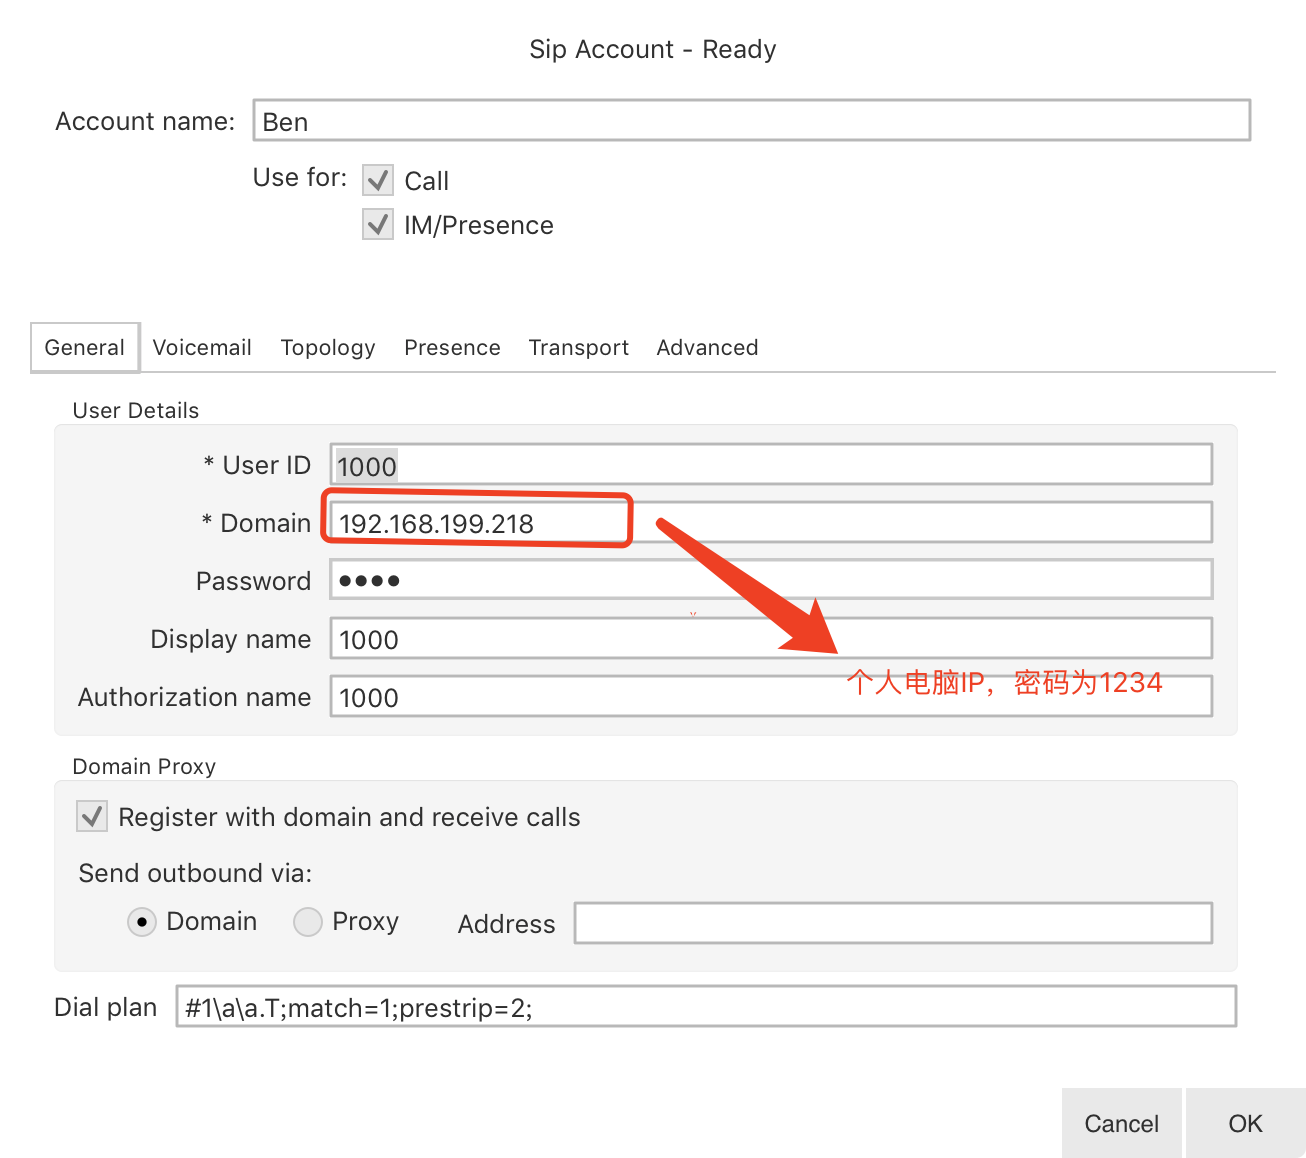 Sip Account - Ready
Account name: Ben
Use for: Call
IM/Presence
General Voicemail Topology Presence Transport Advanced
User Details
* User ID 1000
* Domain 192.168.199.218
Password ••••
Display name 1000
个人电脑IP，密码为1234
Authorization name 1000
Domain Proxy
Register with domain and receive calls
Send outbound via:
Domain Proxy Address
Dial plan #1\a\a.T;match=1;prestrip=2;
Cancel OK